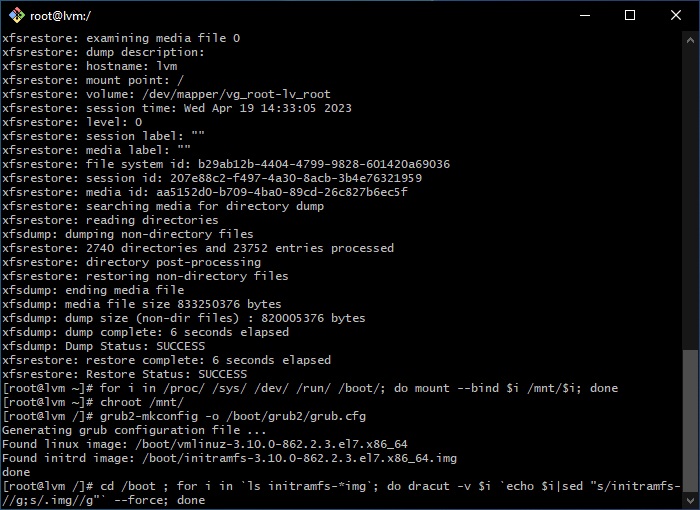 root@lvm:/
xfsrestore: examining media file 0
xfsrestore: dump description:
xfsrestore: hostname: lvm
xfsrestore: mount point: /
xfsrestore: volume: /dev/mapper/vg_root-lv_root
xfsrestore: session time: Wed Apr 19 14:33:05 2023
xfsrestore: level: 0
xfsrestore: session label: ""
xfsrestore: media label: ""
xfsrestore: file system id: b29ab12b-4404-4799-9828-601420a69036
xfsrestore: session id: 207e88c2-f497-4a30-8acb-3b4e76321959
xfsrestore: media id: aa5152d0-b709-4ba0-89cd-26c827b6ec5f
xfsrestore: searching media for directory dump
xfsrestore: reading directories
xfsdump: dumping non-directory files
xfsrestore: 2740 directories and 23752 entries processed
xfsrestore: directory post-processing
xfsrestore: restoring non-directory files
xfsdump: ending media file
xfsdump: media file size 833250376 bytes
xfsdump: dump size (non-dir files) : 820005376 bytes
xfsdump: dump complete: 6 seconds elapsed
xfsdump: Dump Status: SUCCESS
xfsrestore: restore complete: 6 seconds elapsed
xfsrestore: Restore Status: SUCCESS
[root@lvm ~]# for i in /proc/ /sys/ /dev/ /run/ /boot/; do mount --bind $i /mnt/$i; done
[root@lvm ~]# chroot /mnt/
[root@lvm /]# grub2-mkconfig -o /boot/grub2/grub.cfg
Generating grub configuration file ...
Found linux image: /boot/vmlinuz-3.10.0-862.2.3.el7.x86_64
Found initrd image: /boot/initramfs-3.10.0-862.2.3.el7.x86_64.img
done
[root@lvm /]# cd /boot ; for i in `ls initramfs-*img`; do dracut -v $i `echo $i|sed "s/initramfs-
//g;s/.img//g"` --force; done